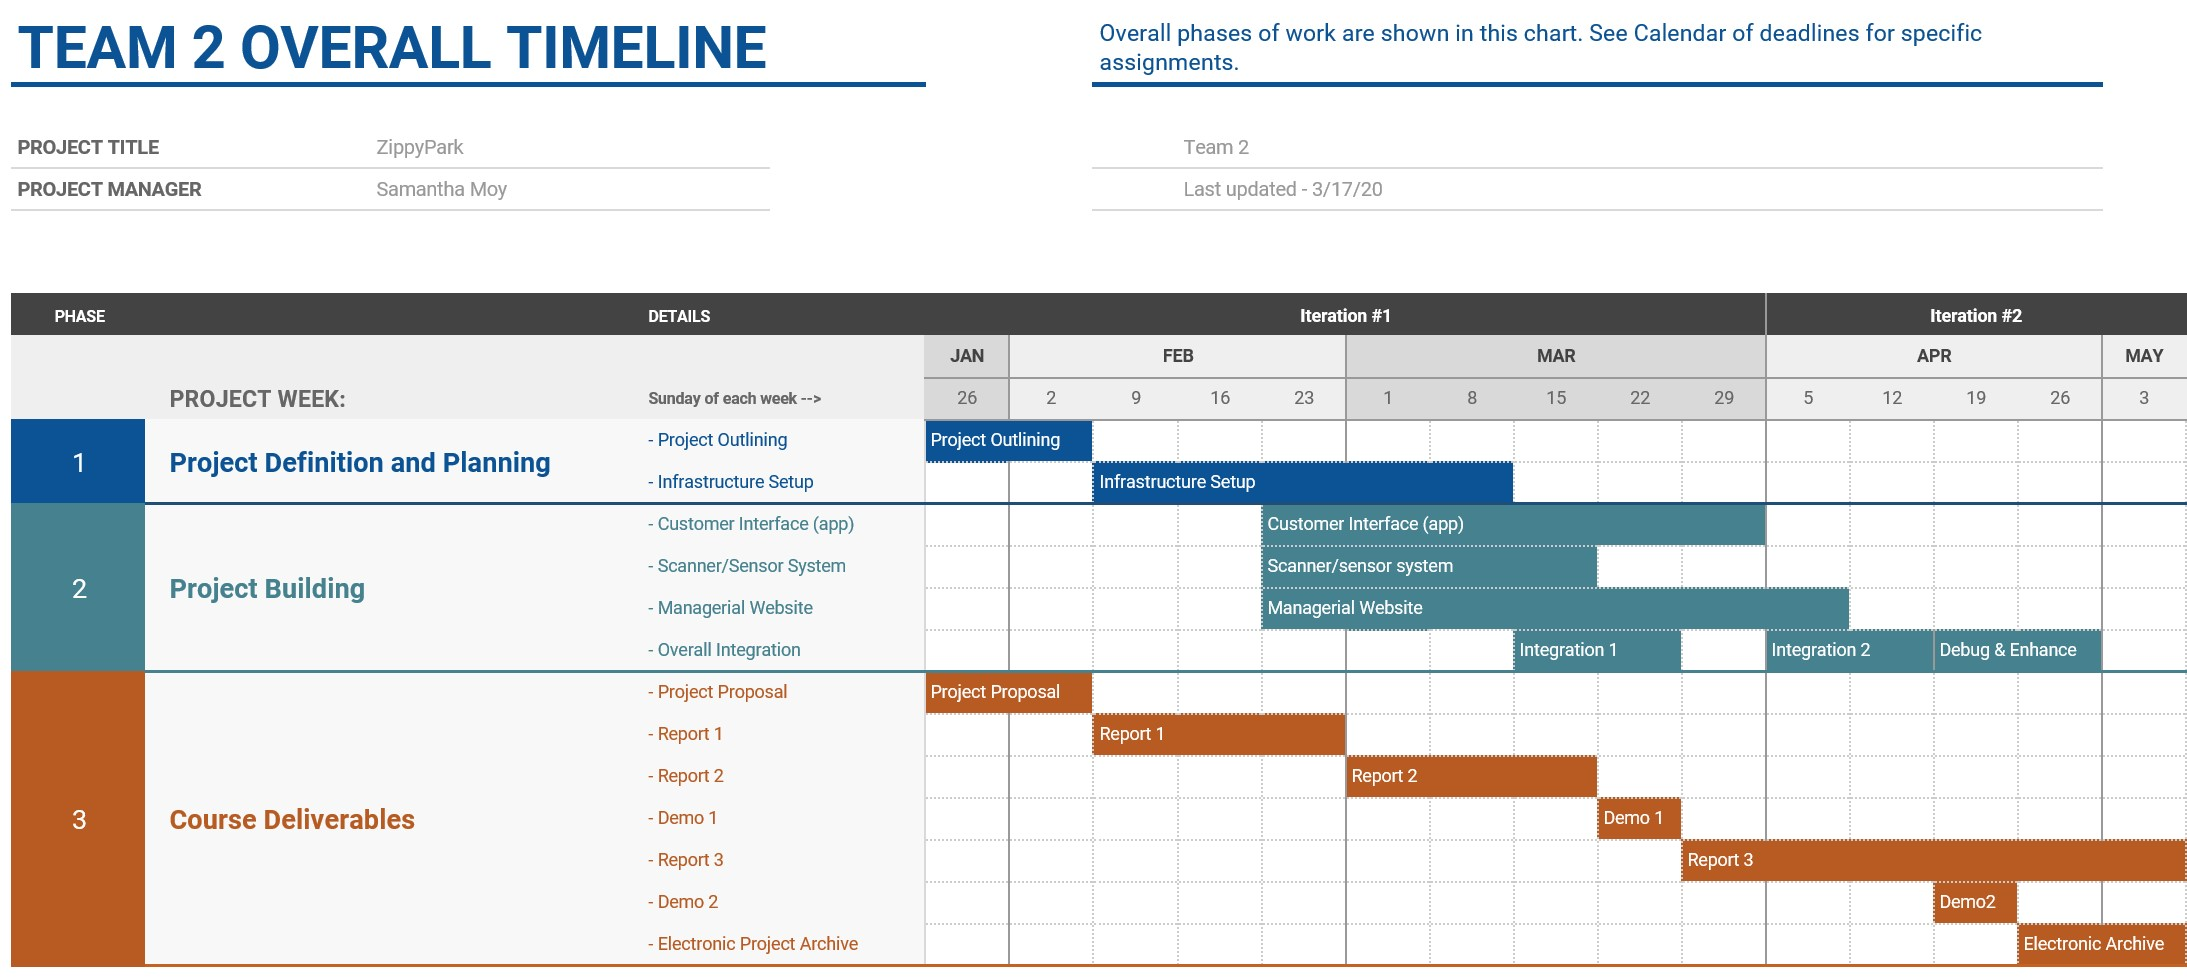 TEAM 2 OVERALL TIMELINE
Overall phases of work are shown in this chart. See Calendar of deadlines for specific
assignments.
PROJECT TITLE ZippyPark Team 2
PROJECT MANAGER Samantha Moy Last updated - 3/17/20
PHASE DETAILS Iteration #1 Iteration #2
JAN FEB MAR APR MAY
PROJECT WEEK: Sunday of each week --> 26 2 9 16 23 1 8 15 22 29 5 12 19 26 3
1 Project Definition and Planning
- Project Outlining Project Outlining
- Infrastructure Setup Infrastructure Setup
2 Project Building
- Customer Interface (app) Customer Interface (app)
- Scanner/Sensor System Scanner/sensor system
- Managerial Website Managerial Website
- Overall Integration Integration 1 Integration 2 Debug & Enhance
3 Course Deliverables
- Project Proposal Project Proposal
- Report 1 Report 1
- Report 2 Report 2
- Demo 1 Demo 1
- Report 3 Report 3
- Demo 2 Demo2
- Electronic Project Archive Electronic Archive